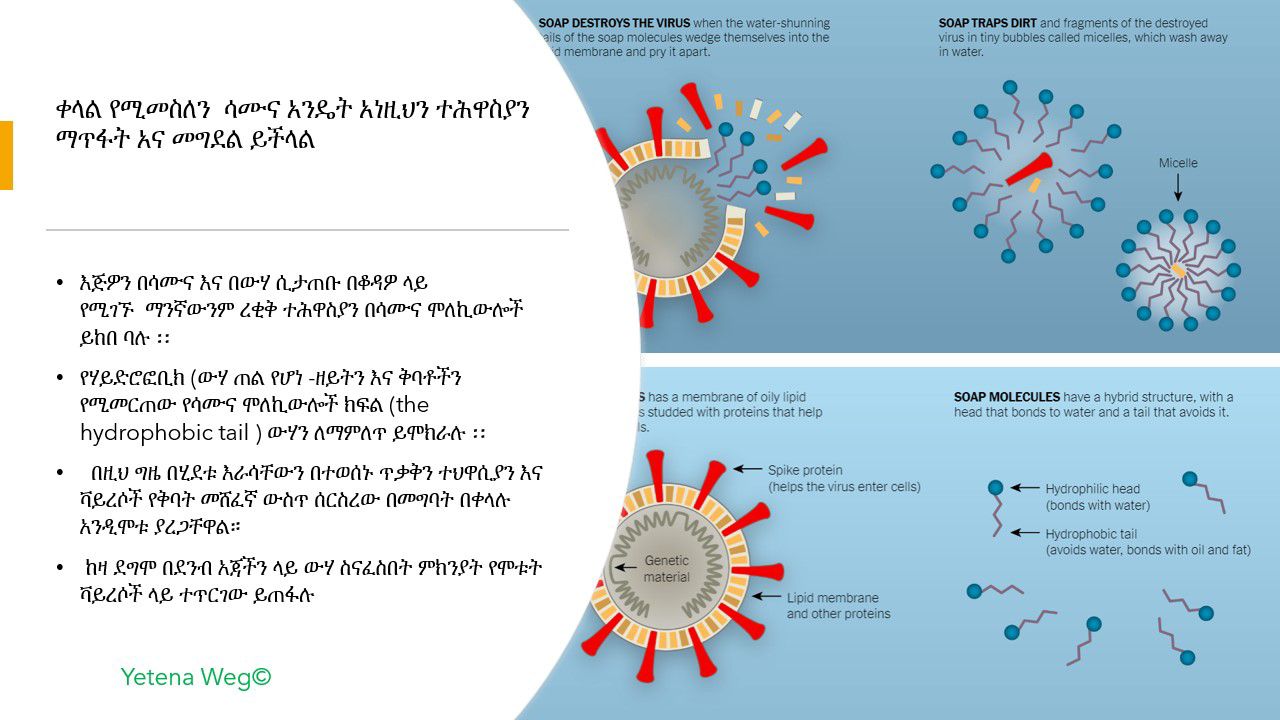 ቀላል የሚመስለን  ሳሙና እንዴት እነዚህን ተሕዋስያን
ማጥፋት እና መግደል ይችላል
• እጅዎን በሳሙና እና በውሃ ሲታጠቡ በቆዳዎ ላይ
የሚገኙ  ማንኛውንም ረቂቅ ተሕዋስያን በሳሙና ሞለኪውሎች
ይከበ ባሉ ፡፡
• የሃይድሮፎቢክ (ውሃ ጠል የሆነ -ዘይትን እና ቅባቶችን
የሚመርጠው የሳሙና ሞለኪውሎች ክፍል (the
hydrophobic tail ) ውሃን ለማምለጥ ይሞክራሉ ፡፡
•   በዚህ ግዜ በሂደቱ እራሳቸውን በተወሰኑ ጥቃቅን ተህዋሲያን እና
ቫይረሶች የቅባት መሸፈኛ ውስጥ ሰርስረው በመግባት በቀላሉ
እንዲሞቱ ያረጋቸዋል።
•  ከዛ ደግሞ በደንብ እጃችን ላይ ውሃ ስናፈስበት ምክንያት የሞቱት
ቫይረሶች ላይ ተጥርገው ይጠፋሉ
Yetena Weg©
SOAP DESTROYS THE VIRUS when the water-shunning
ails of the soap molecules wedge themselves into the
id membrane and pry it apart.
SOAP TRAPS DIRT and fragments of the destroyed
virus in tiny bubbles called micelles, which wash away
in water.
Micelle
S has a membrane of oily lipid
s studded with proteins that help
ls.
Spike protein
(helps the virus enter cells)
Genetic
material
Lipid membrane
and other proteins
SOAP MOLECULES have a hybrid structure, with a
head that bonds to water and a tail that avoids it.
Hydrophilic head
(bonds with water)
Hydrophobic tail
(avoids water, bonds with oil and fat)